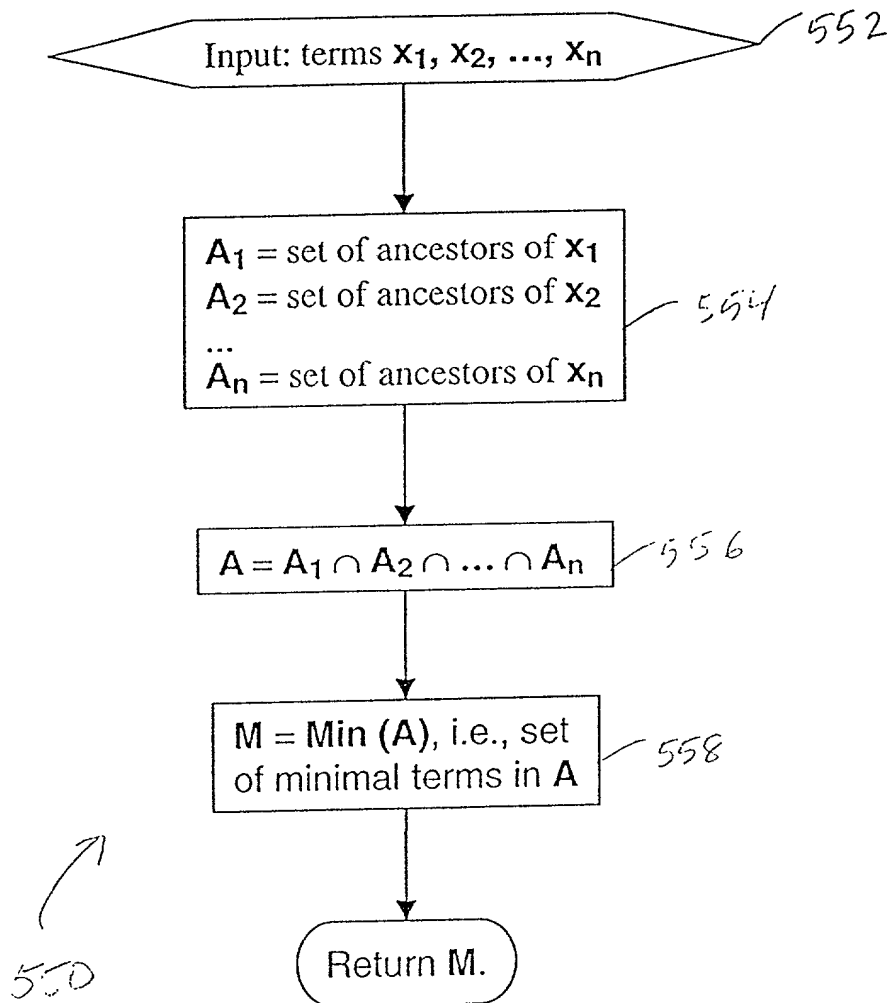 552
Input: terms x₁, x₂, ..., xₙ
A₁ = set of ancestors of x₁
A₂ = set of ancestors of x₂
...
Aₙ = set of ancestors of xₙ
554
A = A₁ ∩ A₂ ∩ ... ∩ Aₙ
556
M = Min (A), i.e., set
of minimal terms in A
558
550
Return M.